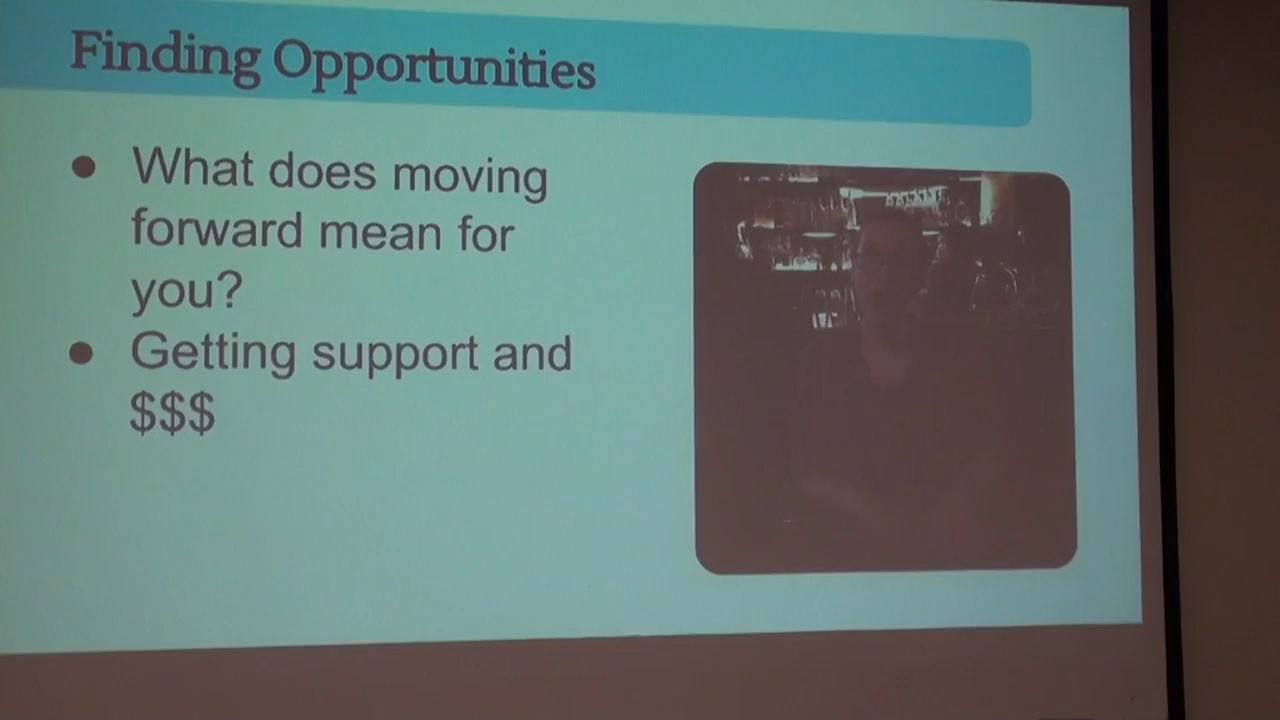 Finding Opportunities
● What does moving
forward mean for
you?
● Getting support and
$$$